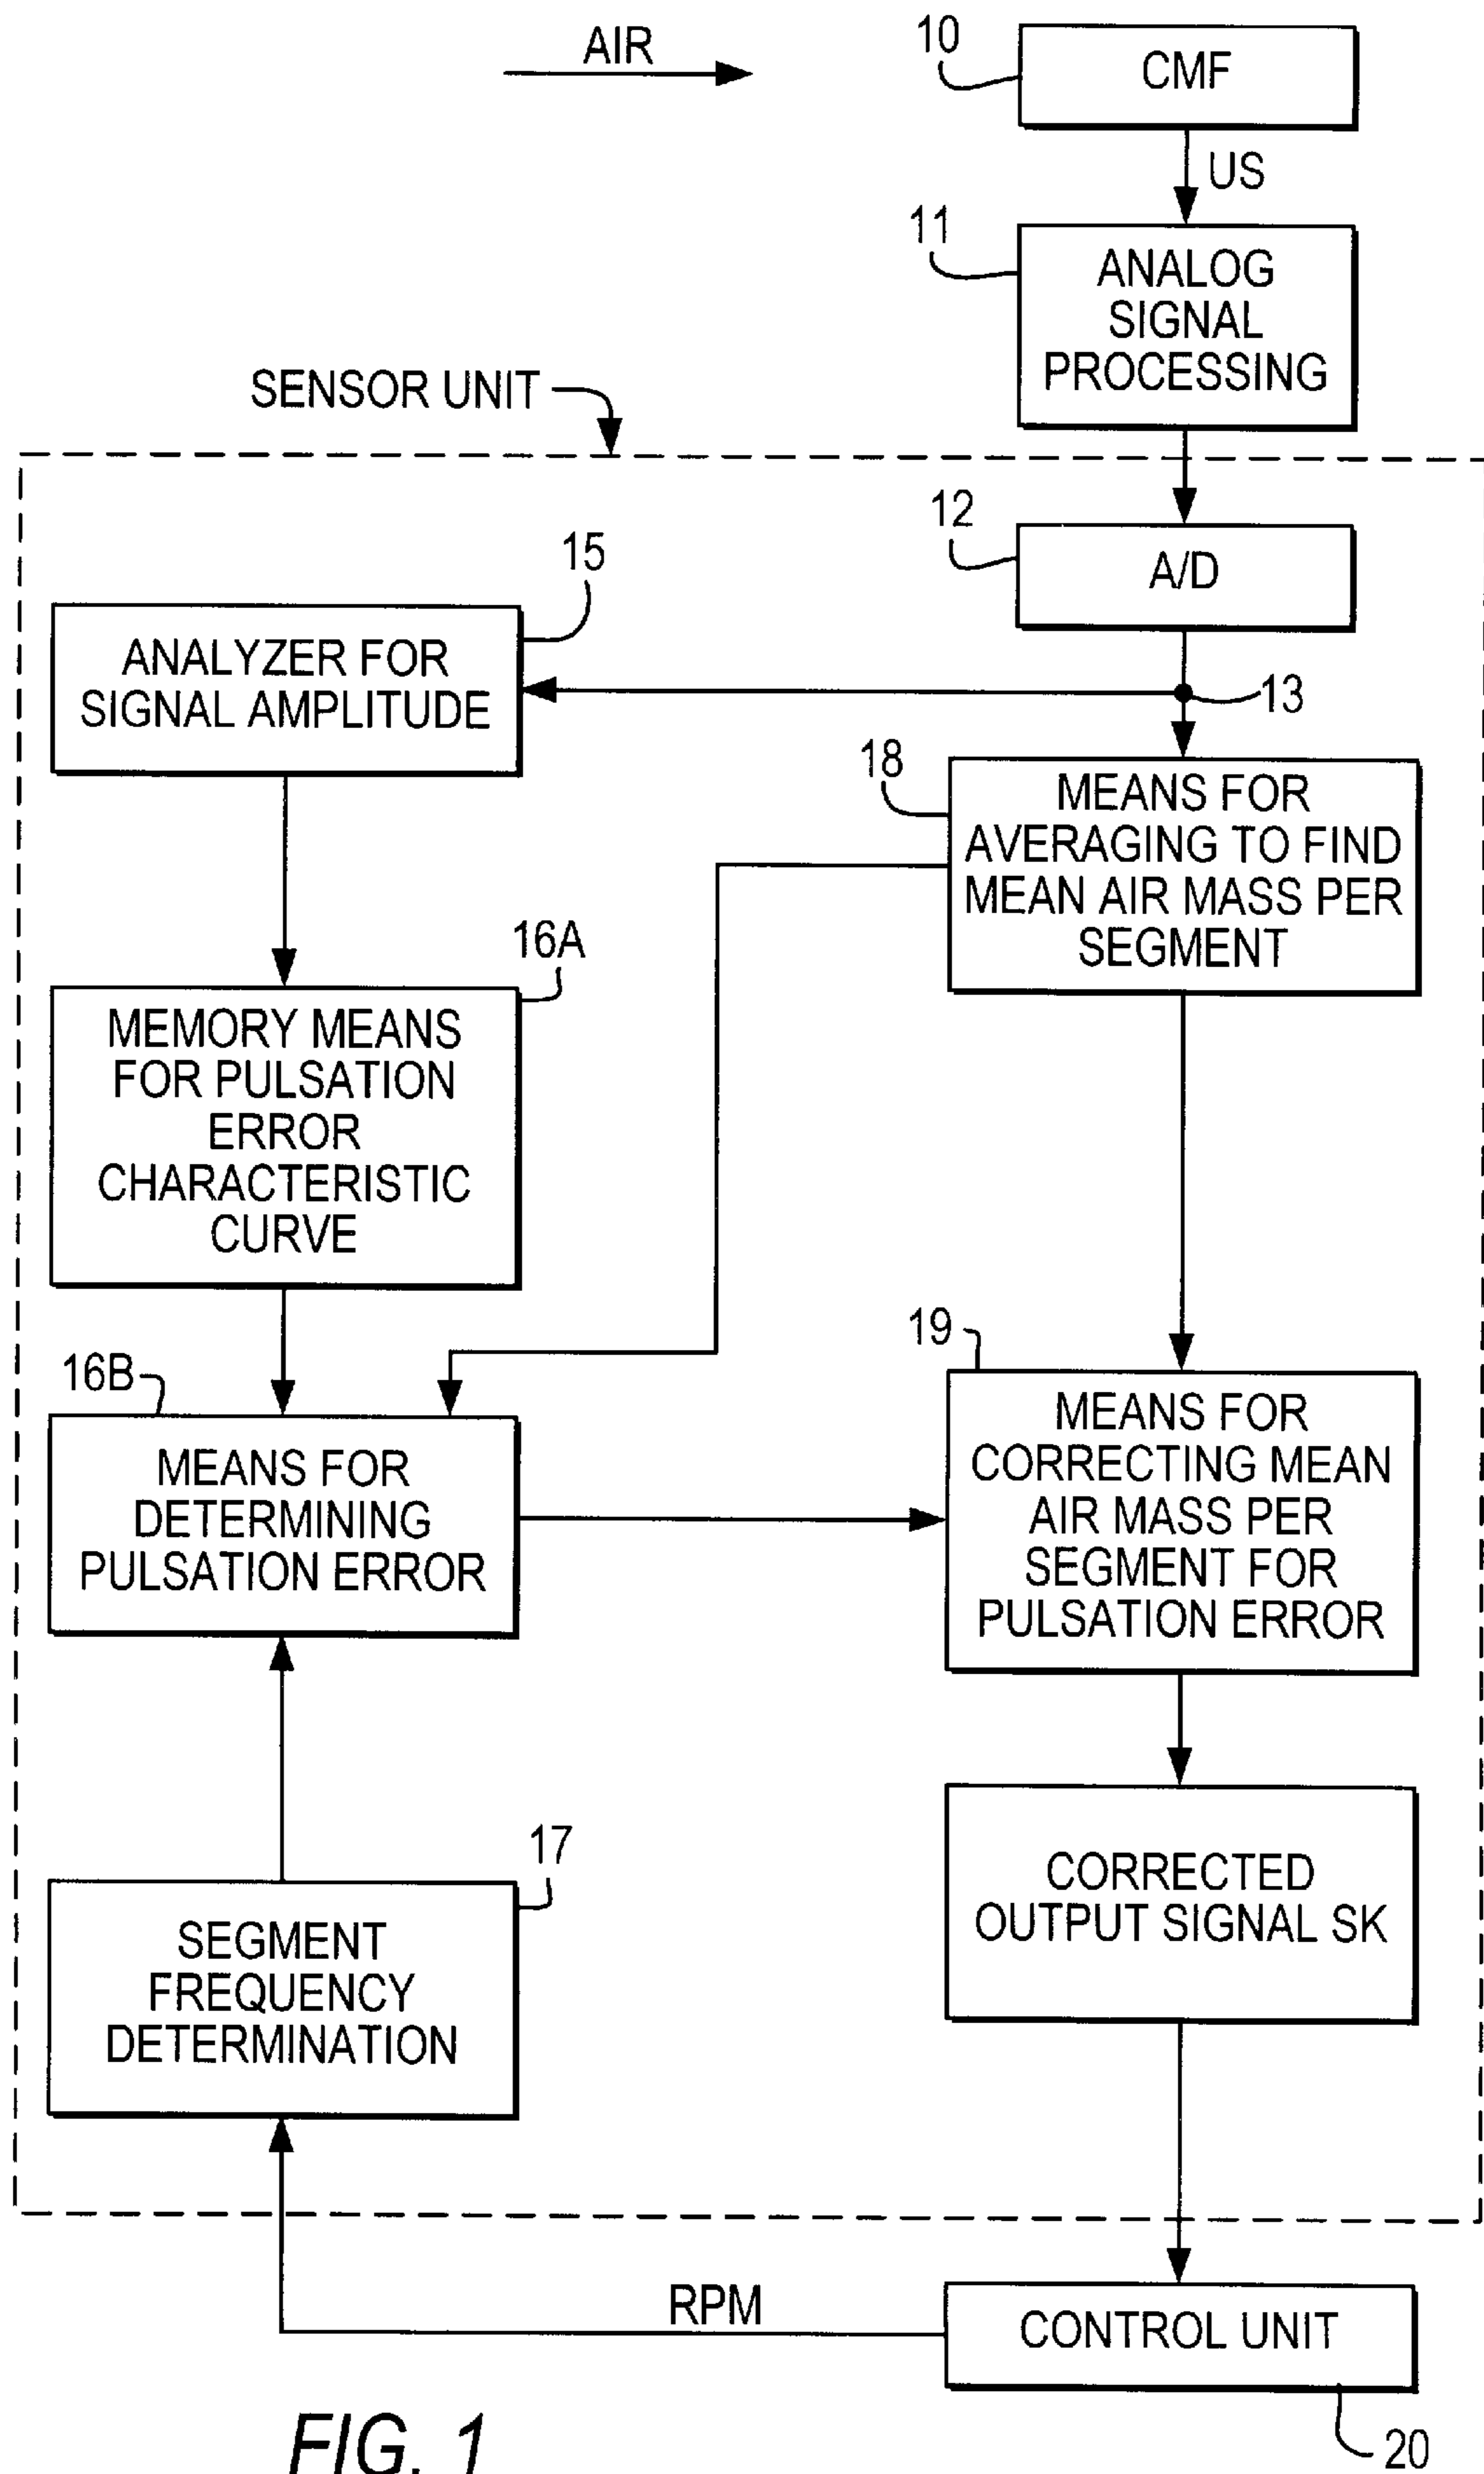 AIR
10
CMF
US
11
ANALOG
SIGNAL
PROCESSING
SENSOR UNIT
12
A/D
15
ANALYZER FOR
SIGNAL AMPLITUDE
13
18
MEANS FOR
AVERAGING TO FIND
MEAN AIR MASS PER
SEGMENT
16A
MEMORY MEANS
FOR PULSATION
ERROR
CHARACTERISTIC
CURVE
19
MEANS FOR
CORRECTING MEAN
AIR MASS PER
SEGMENT FOR
PULSATION ERROR
16B
MEANS FOR
DETERMINING
PULSATION ERROR
17
SEGMENT
FREQUENCY
DETERMINATION
CORRECTED
OUTPUT SIGNAL SK
RPM
CONTROL UNIT
20
FIG. 1